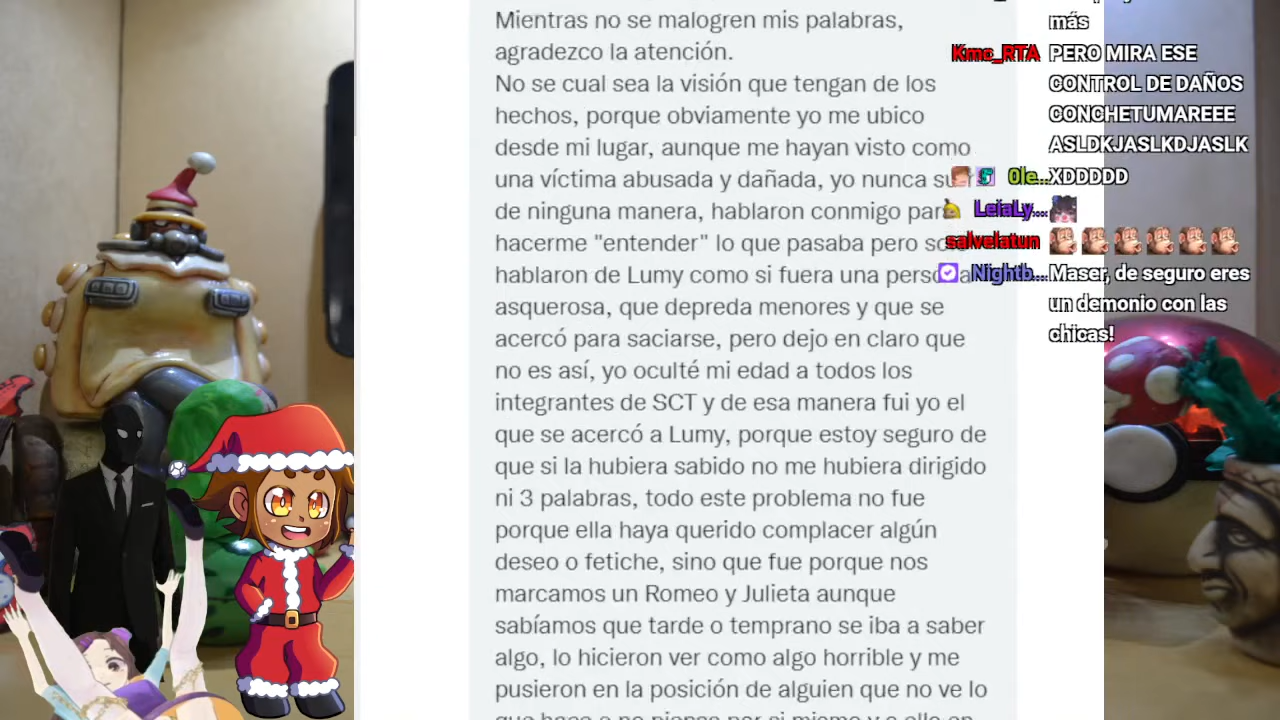 Mientras no se malogren mis palabras,
agradezco la atención.
No se cual sea la visión que tengan de los
hechos, porque obviamente yo me ubico
desde mi lugar, aunque me hayan visto como
una víctima abusada y dañada, yo nunca
de ninguna manera, hablaron conmigo para
hacerme "entender" lo que pasaba pero
hablaron de Lumy como si fuera una persona
asquerosa, que depreda menores y que se
acercó para saciarse, pero dejo en claro que
no es así, yo oculté mi edad a todos los
integrantes de SCT y de esa manera fui yo el
que se acercó a Lumy, porque estoy seguro de
que si la hubiera sabido no me hubiera dirigido
ni 3 palabras, todo este problema no fue
porque ella haya querido complacer algún
deseo o fetiche, sino que fue porque nos
marcamos un Romeo y Julieta aunque
sabíamos que tarde o temprano se iba a saber
algo, lo hicieron ver como algo horrible y me
pusieron en la posición de alguien que no ve lo
más
Kmc_RTA PERO MIRA ESE
CONTROL DE DAÑOS
CONCHETUMAREEE
ASLDKJASLKDJASLK
0le... XDDDDD
LeiaLy...
salvelatun
Nightb... Maser, de seguro eres
un demonio con las
chicas!